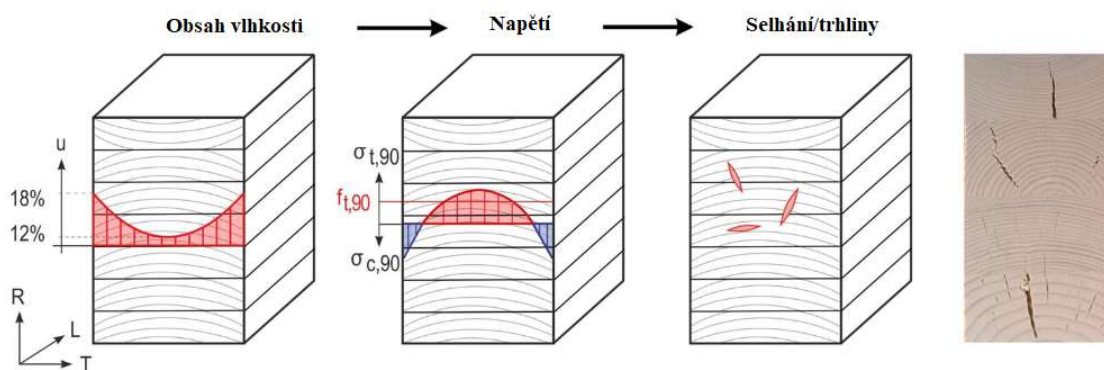 Obsah vlhkosti
Napětí
Selhání/trhliny
u
18%
12%
R
L
T
σt,90
ft,90
σc,90